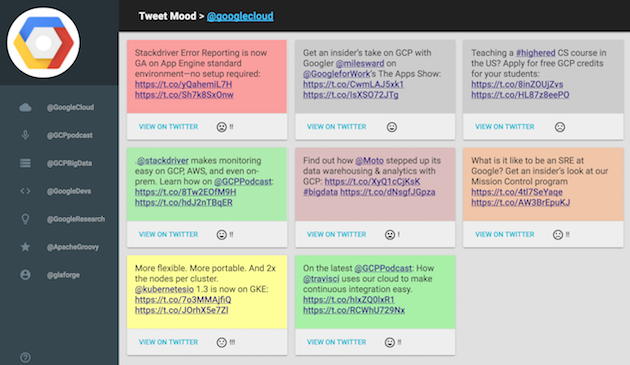 Tweet Mood > @googlecloud
@GoogleCloud
@GCPpodcast
@GCPBigData
@GoogleDevs
@GoogleResearch
@ApacheGroovy
@glaforge
Stackdriver Error Reporting is now
GA on App Engine standard
environment—no setup required:
https://t.co/yQahemiL7H
https://t.co/Sh7k8SxOnw
VIEW ON TWITTER !!
Get an insider's take on GCP with
Googler @milesward on
@GoogleforWork's The Apps Show:
https://t.co/CwmLAJ5xk1
https://t.co/IsXSO72JTg
VIEW ON TWITTER
Teaching a #highered CS course in
the US? Apply for free GCP credits
for your students:
https://t.co/8inZOUjZvs
https://t.co/HL87z8eePO
VIEW ON TWITTER
.@stackdriver makes monitoring
easy on GCP, AWS, and even on-
prem. Learn how on @GCPPodcast:
https://t.co/8Tw2EOfM9H
https://t.co/hdJ2nTBqER
VIEW ON TWITTER !!
Find out how @Moto stepped up its
data warehousing & analytics with
GCP: https://t.co/XyQ1cCjKsK
#bigdata https://t.co/dNsgfJGpza
VIEW ON TWITTER !
What is it like to be an SRE at
Google? Get an insider's look at our
Mission Control program
https://t.co/4tl7SeYaqe
https://t.co/AW3BrEpuKJ
VIEW ON TWITTER !!
More flexible. More portable. And 2x
the nodes per cluster.
@kubernetesio 1.3 is now on GKE:
https://t.co/7o3MMAjfiQ
https://t.co/JOrhX5e7Zl
VIEW ON TWITTER !!!
On the latest @GCPPodcast: How
@travisci uses our cloud to make
continuous integration easy.
https://t.co/hIxZQ0lxR1
https://t.co/RCWhU729Nx
VIEW ON TWITTER !!!